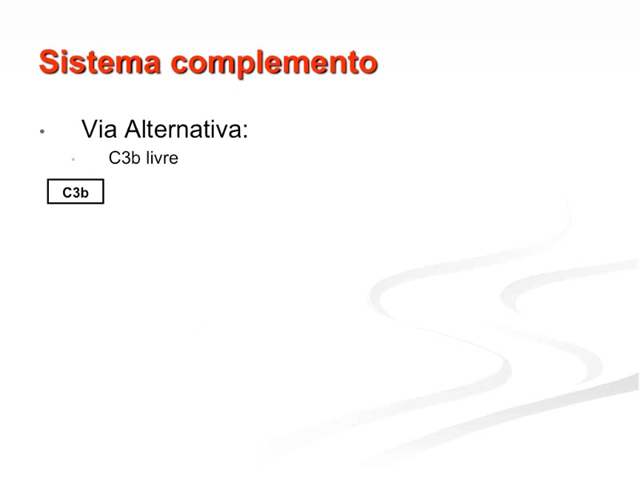 Sistema complemento
• Via Alternativa:
• C3b livre
C3b